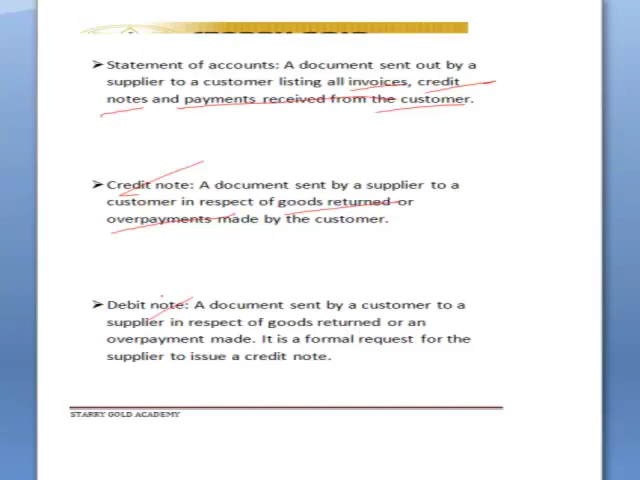 ➢ Statement of accounts: A document sent out by a
supplier to a customer listing all invoices, credit
notes and payments received from the customer.
➢ Credit note: A document sent by a supplier to a
customer in respect of goods returned or
overpayments made by the customer.
➢ Debit note: A document sent by a customer to a
supplier in respect of goods returned or an
overpayment made. It is a formal request for the
supplier to issue a credit note.
STARRY GOLD ACADEMY